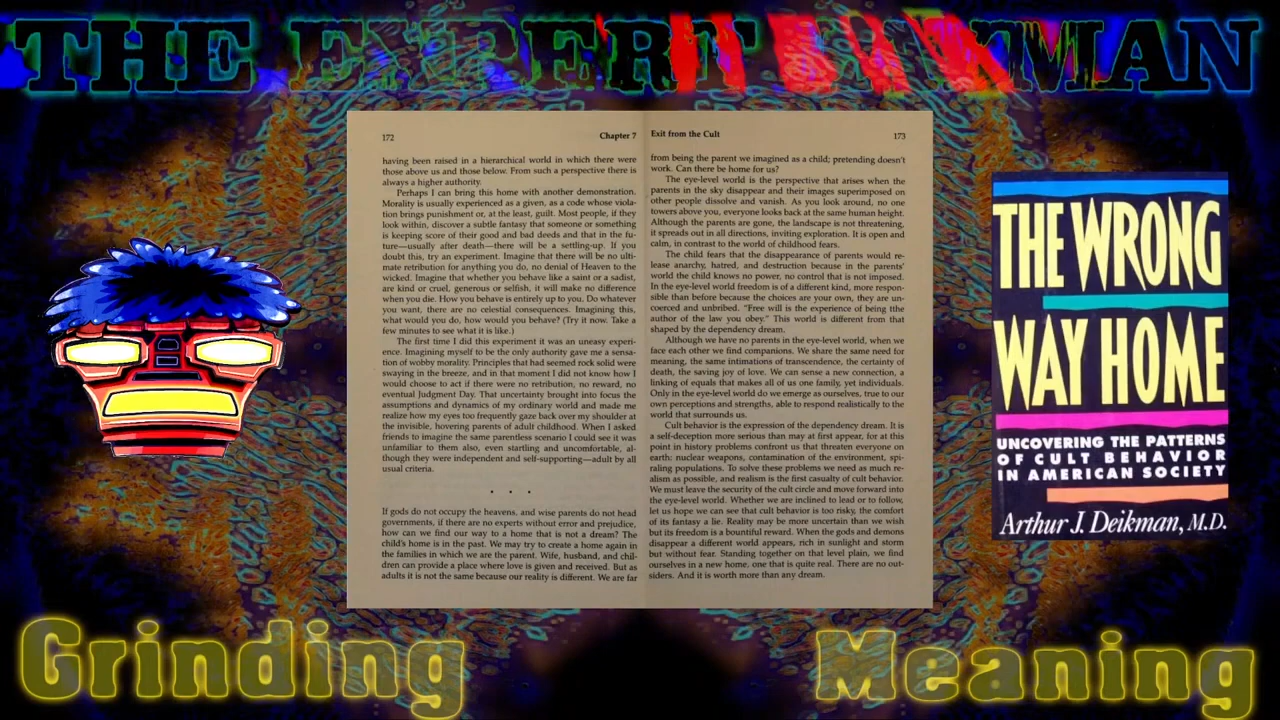 THE EXPERT LAYMAN
172
Chapter 7
having been raised in a hierarchical world in which there were
those above us and those below. From such a perspective there is
always a higher authority.
Perhaps I can bring this home with another demonstration.
Morality is usually experienced as a given, as a code whose viola-
tion brings punishment or, at the least, guilt. Most people, if they
look within, discover a subtle fantasy that someone or something
is keeping score of their good and bad deeds and that in the fu-
ture—usually after death—there will be a settling-up. If you
doubt this, try an experiment. Imagine that there will be no ulti-
mate retribution for anything you do, no denial of Heaven to the
wicked. Imagine that whether you behave like a saint or a sadist,
are kind or cruel, generous or selfish, it will make no difference
when you die. How you behave is entirely up to you. Do whatever
you want, there are no celestial consequences. Imagining this,
what would you do, how would you behave? (Try it now. Take a
few minutes to see what it is like.)
The first time I did this experiment it was an uneasy experi-
ence. Imagining myself to be the only authority gave me a sensa-
tion of wobby morality. Principles that had seemed rock solid were
swaying in the breeze, and in that moment I did not know how I
would choose to act if there were no retribution, no reward, no
eventual Judgment Day. That uncertainty brought into focus the
assumptions and dynamics of my ordinary world and made me
realize how my eyes too frequently gaze back over my shoulder at
the invisible, hovering parents of adult childhood. When I asked
friends to imagine the same parentless scenario I could see it was
unfamiliar to them also, even startling and uncomfortable, al-
though they were independent and self-supporting—adult by all
usual criteria.
. . .
If gods do not occupy the heavens, and wise parents do not head
governments, if there are no experts without error and prejudice,
how can we find our way to a home that is not a dream? The
child's home is in the past. We may try to create a home again in
the families in which we are the parent. Wife, husband, and chil-
dren can provide a place where love is given and received. But as
adults it is not the same because our reality is different. We are far
Exit from the Cult
173
from being the parent we imagined as a child; pretending doesn't
work. Can there be home for us?
The eye-level world is the perspective that arises when the
parents in the sky disappear and their images superimposed on
other people dissolve and vanish. As you look around, no one
towers above you, everyone looks back at the same human height.
Although the parents are gone, the landscape is not threatening,
it spreads out in all directions, inviting exploration. It is open and
calm, in contrast to the world of childhood fears.
The child fears that the disappearance of parents would re-
lease anarchy, hatred, and destruction because in the parents'
world the child knows no power, no control that is not imposed.
In the eye-level world freedom is of a different kind, more respon-
sible than before because the choices are your own, they are un-
coerced and unbribed. "Free will is the experience of being the
author of the law you obey." This world is different from that
shaped by the dependency dream.
Although we have no parents in the eye-level world, when we
face each other we find companions. We share the same need for
meaning, the same intimations of transcendence, the certainty of
death, the saving joy of love. We can sense a new connection, a
linking of equals that makes all of us one family, yet individuals.
Only in the eye-level world do we emerge as ourselves, true to our
own perceptions and strengths, able to respond realistically to the
world that surrounds us.
Cult behavior is the expression of the dependency dream. It is
a self-deception more serious than may at first appear, for at this
point in history problems confront us that threaten everyone on
earth: nuclear weapons, contamination of the environment, spi-
raling populations. To solve these problems we need as much re-
alism as possible, and realism is the first casualty of cult behavior.
We must leave the security of the cult circle and move forward into
the eye-level world. Whether we are inclined to lead or to follow,
let us hope we can see that cult behavior is too risky, the comfort
of its fantasy a lie. Reality may be more uncertain than we wish
but its freedom is a bountiful reward. When the gods and demons
disappear a different world appears, rich in sunlight and storm
but without fear. Standing together on that level plain, we find
ourselves in a new home, one that is quite real. There are no out-
siders. And it is worth more than any dream.
THE WRONG
WAY HOME
UNCOVERING THE PATTERNS
OF CULT BEHAVIOR
IN AMERICAN SOCIETY
Arthur J. Deikman, M.D.
Grinding
Meaning